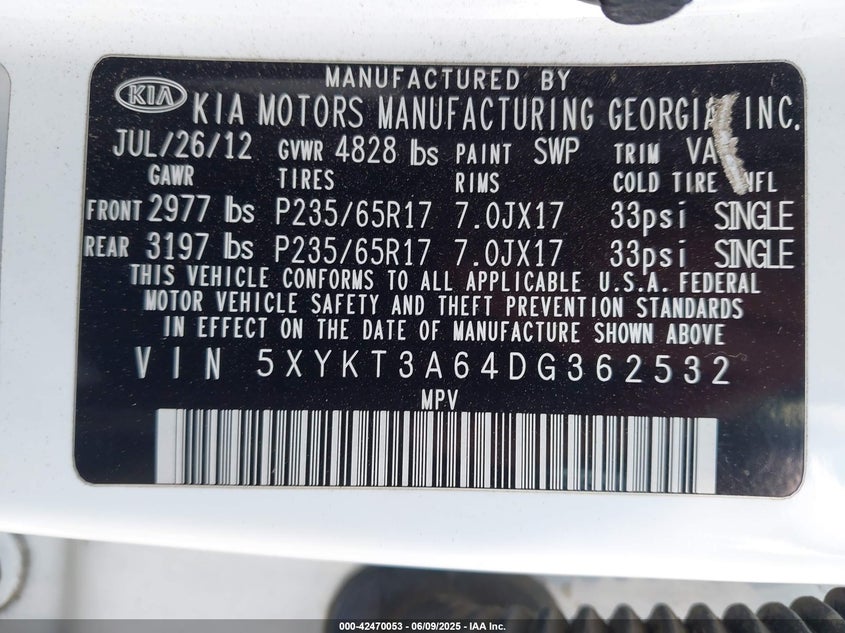 MANUFACTURED BY
KIA KIA MOTORS MANUFACTURING GEORGIA INC.
JUL/26/12 GVWR 4828 lbs PAINT SWP TRIM VA
GAWR TIRES RIMS COLD TIRE INFL
FRONT 2977 lbs P235/65R17 7.0JX17 33psi SINGLE
REAR 3197 lbs P235/65R17 7.0JX17 33psi SINGLE
THIS VEHICLE CONFORMS TO ALL APPLICABLE U.S.A. FEDERAL
MOTOR VEHICLE SAFETY AND THEFT PREVENTION STANDARDS
IN EFFECT ON THE DATE OF MANUFACTURE SHOWN ABOVE
VIN 5XYKT3A64DG362532
MPV
000-42470053 | 06/09/2025 - IAA Inc.